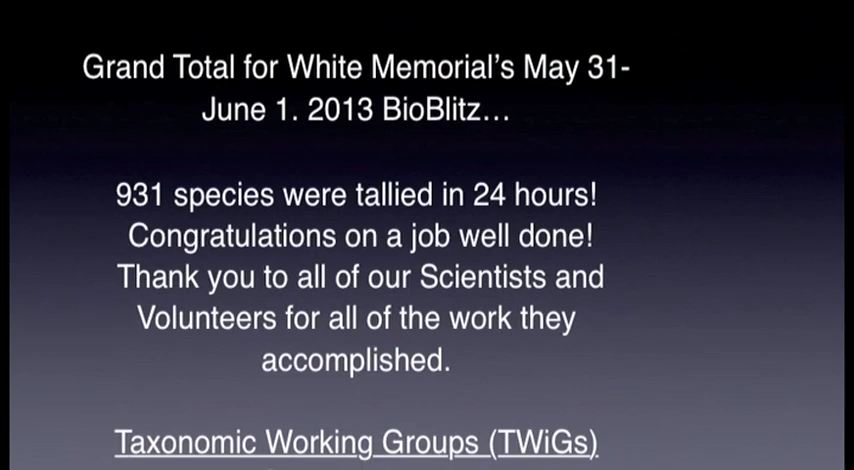 Grand Total for White Memorial's May 31-
June 1. 2013 BioBlitz...
931 species were tallied in 24 hours!
Congratulations on a job well done!
Thank you to all of our Scientists and
Volunteers for all of the work they
accomplished.
Taxonomic Working Groups (TWiGs)